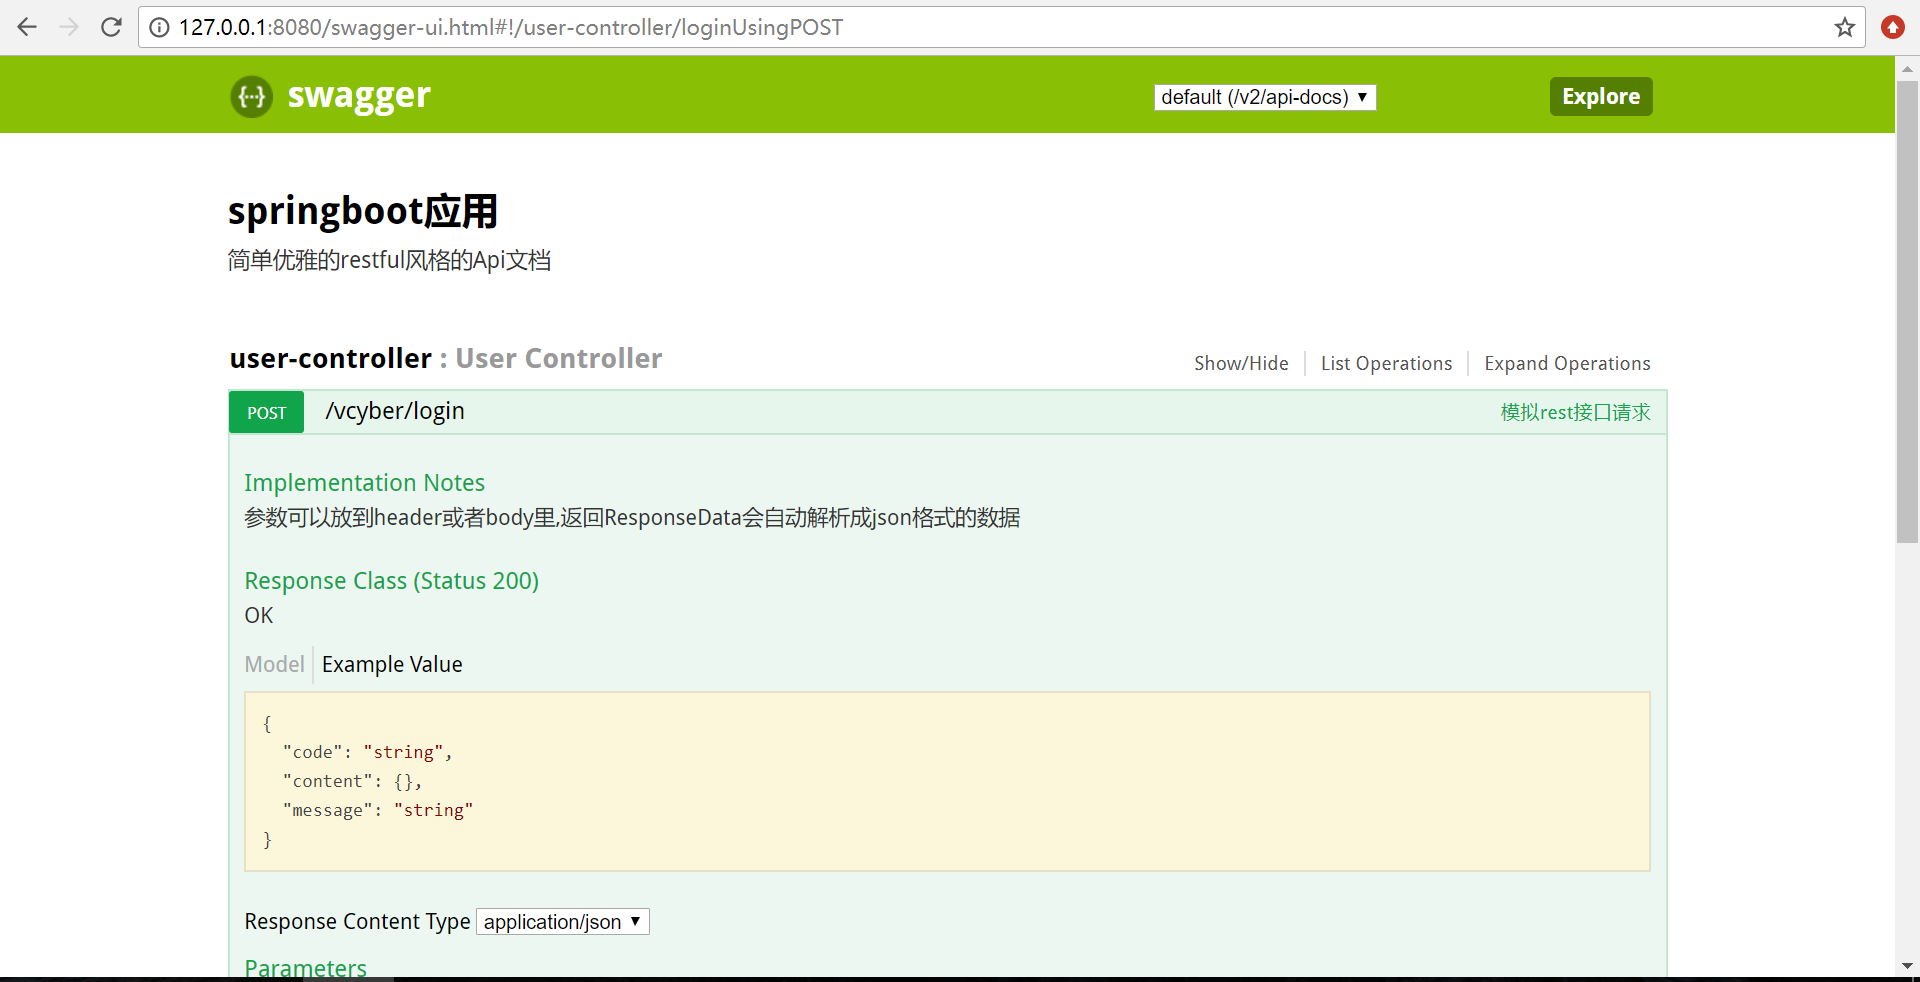 127.0.0.1:8080/swagger-ui.html#!/user-controller/loginUsingPOST
{···} swagger default (/v2/api-docs) ▼ Explore
springboot应用
简单优雅的restful风格的Api文档
user-controller : User Controller Show/Hide List Operations Expand Operations
POST /vcyber/login 模拟rest接口请求
Implementation Notes
参数可以放到header或者body里,返回ResponseData会自动解析成json格式的数据
Response Class (Status 200)
OK
Model Example Value
{
"code": "string",
"content": {},
"message": "string"
}
Response Content Type application/json ▼
Parameters